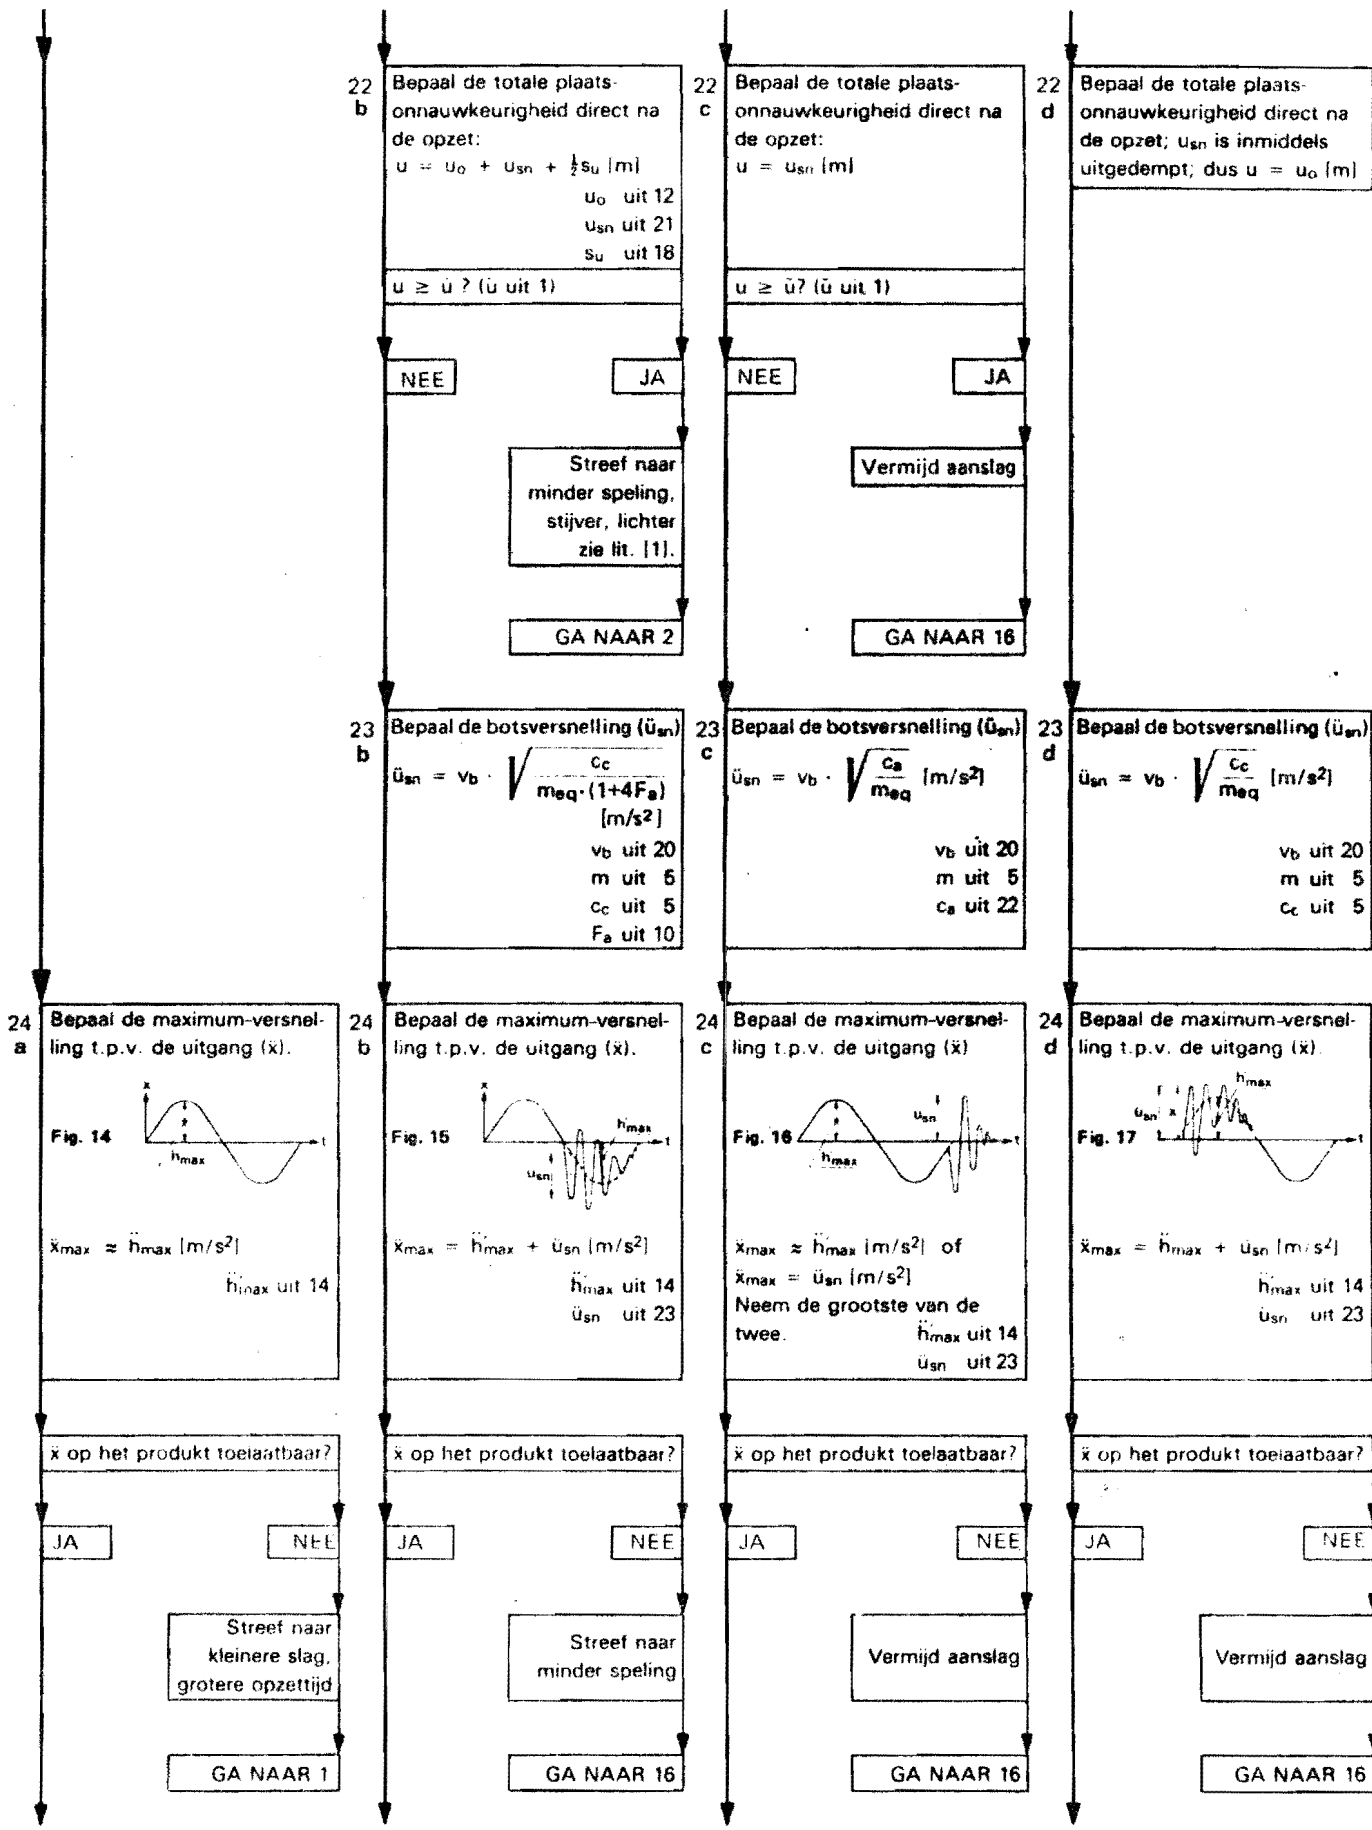 22
b
Bepaal de totale plaats-
onnauwkeurigheid direct na
de opzet:
u = u₀ + uₛₙ + ½sᵤ [m]
u₀ uit 12
uₛₙ uit 21
sᵤ uit 18
u ≥ ū ? (ū uit 1)
NEE
JA
Streef naar
minder speling,
stijver, lichter
zie lit. [1].
GA NAAR 2
22
c
Bepaal de totale plaats-
onnauwkeurigheid direct na
de opzet:
u = uₛₙ [m]
u ≥ ū? (ū uit 1)
NEE
JA
Vermijd aanslag
GA NAAR 16
22
d
Bepaal de totale plaats-
onnauwkeurigheid direct na
de opzet; uₛₙ is inmiddels
uitgedempt; dus u = u₀ [m]
23
b
Bepaal de botsversnelling (üₛₙ)
üₛₙ = v_b · √(c_c / (m_eq·(1+4Fₐ)))
[m/s²]
v_b uit 20
m uit 5
c_c uit 5
Fₐ uit 10
23
c
Bepaal de botsversnelling (üₛₙ)
üₛₙ = v_b · √(cₐ / m_eq) [m/s²]
v_b uit 20
m uit 5
cₐ uit 22
23
d
Bepaal de botsversnelling (üₛₙ)
üₛₙ = v_b · √(c_c / m_eq) [m/s²]
v_b uit 20
m uit 5
c_c uit 5
24
a
Bepaal de maximum-versnel-
ling t.p.v. de uitgang (ẍ).
Fig. 14
ẍ
ḧmax
t
ẍmax ≈ ḧmax [m/s²]
ḧmax uit 14
24
b
Bepaal de maximum-versnel-
ling t.p.v. de uitgang (ẍ).
Fig. 15
ẍ
ḧmax
t
üₛₙ
ẍmax = ḧmax + üₛₙ [m/s²]
ḧmax uit 14
üₛₙ uit 23
24
c
Bepaal de maximum-versnel-
ling t.p.v. de uitgang (ẍ)
Fig. 16
üₛₙ
ḧmax
t
ẍmax ≈ ḧmax [m/s²] of
ẍmax = üₛₙ [m/s²]
Neem de grootste van de
twee. ḧmax uit 14
üₛₙ uit 23
24
d
Bepaal de maximum-versnel-
ling t.p.v. de uitgang (ẍ).
ḧmax
üₛₙ
ẍ
Fig. 17
t
ẍmax = ḧmax + üₛₙ [m/s²]
ḧmax uit 14
üₛₙ uit 23
ẍ op het produkt toelaatbaar?
JA
NEE
Streef naar
kleinere slag,
grotere opzettijd
GA NAAR 1
ẍ op het produkt toelaatbaar?
JA
NEE
Streef naar
minder speling
GA NAAR 16
ẍ op het produkt toelaatbaar?
JA
NEE
Vermijd aanslag
GA NAAR 16
ẍ op het produkt toelaatbaar?
JA
NEE
Vermijd aanslag
GA NAAR 16